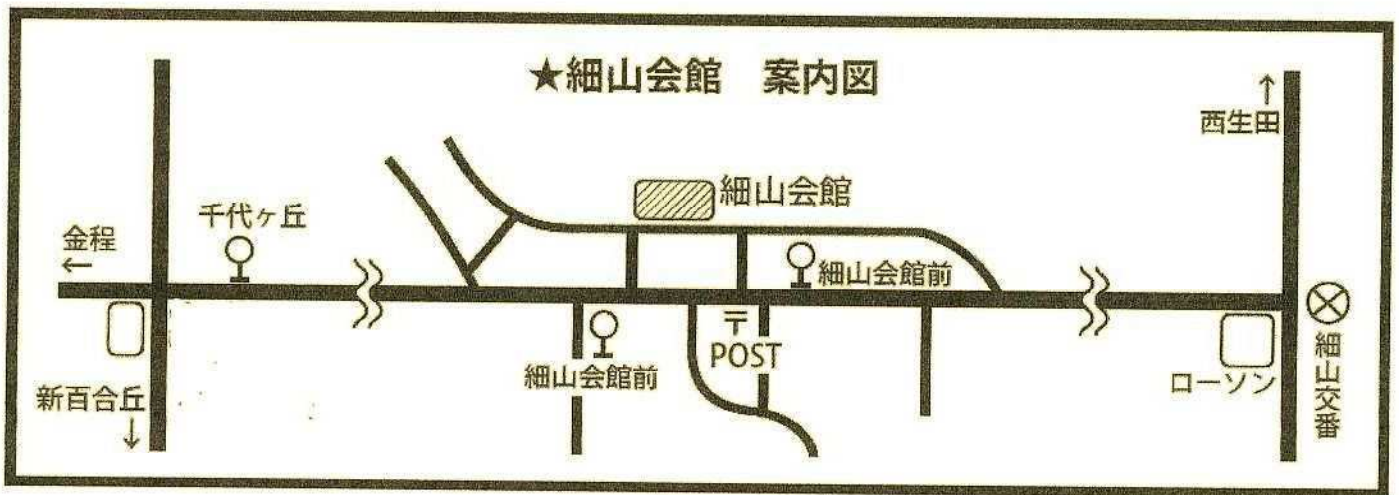 ★細山会館 案内図
↑
西生田
細山会館
千代ヶ丘
金程
←
細山会館前
〒
POST
細山会館前
新百合丘
↓
ローソン
細山交番